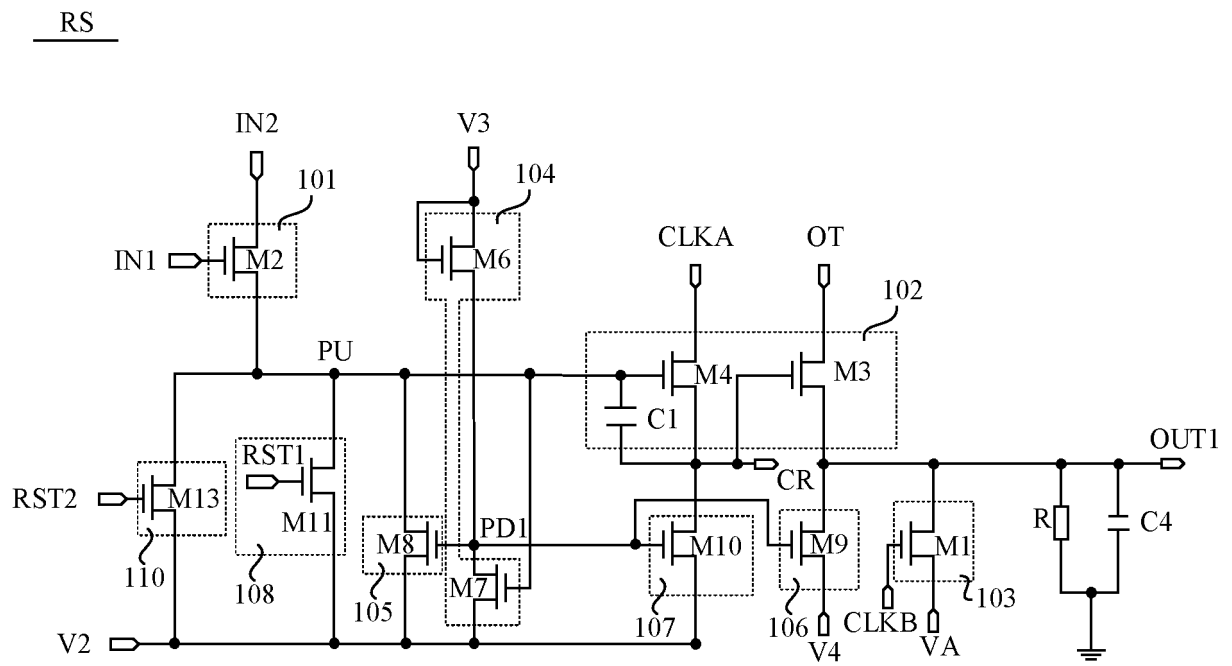 RS
IN2
V3
101
104
IN1
M2
M6
CLKA
OT
102
PU
M4
M3
C1
OUT1
RST1
CR
RST2
M13
M11
M8
PD1
M10
M9
M1
R
C4
M7
110
108
105
107
106
CLKB
103
V2
V4
VA